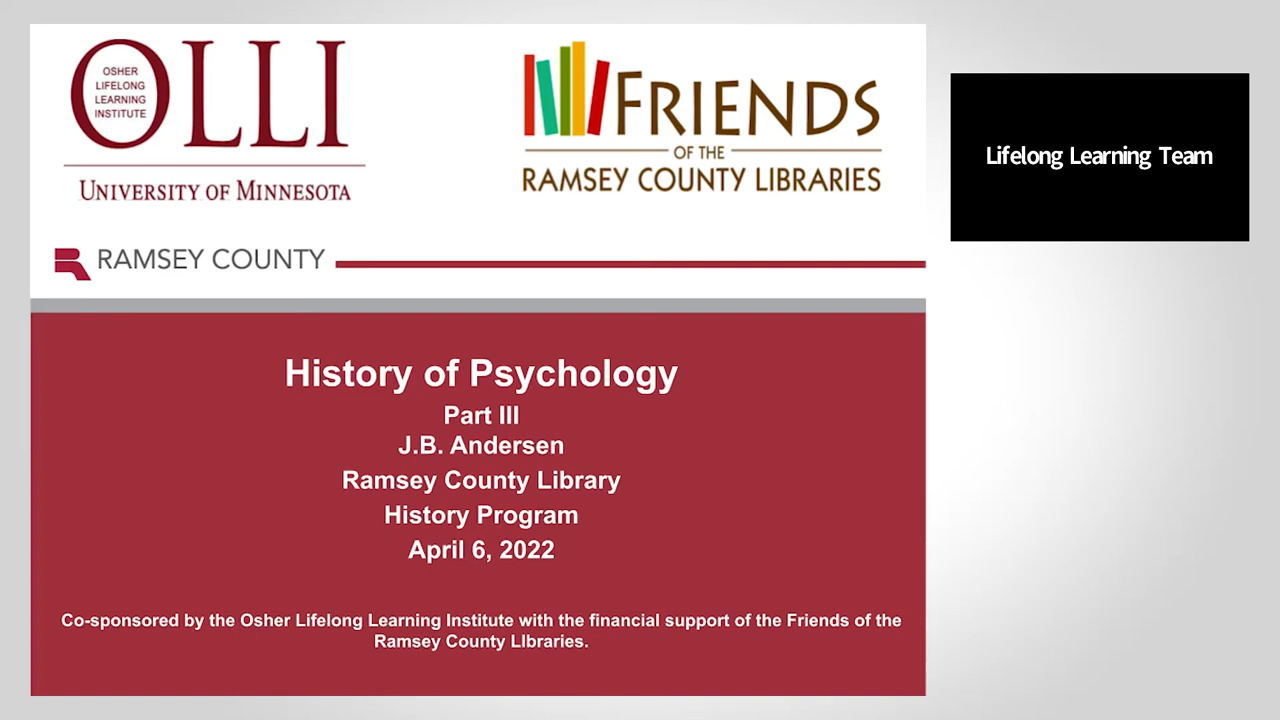 OLLI
OSHER
LIFELONG
LEARNING
INSTITUTE
UNIVERSITY OF MINNESOTA
FRIENDS
OF THE
RAMSEY COUNTY LIBRARIES
Lifelong Learning Team
RAMSEY COUNTY
History of Psychology
Part III
J.B. Andersen
Ramsey County Library
History Program
April 6, 2022
Co-sponsored by the Osher Lifelong Learning Institute with the financial support of the Friends of the
Ramsey County LIbraries.